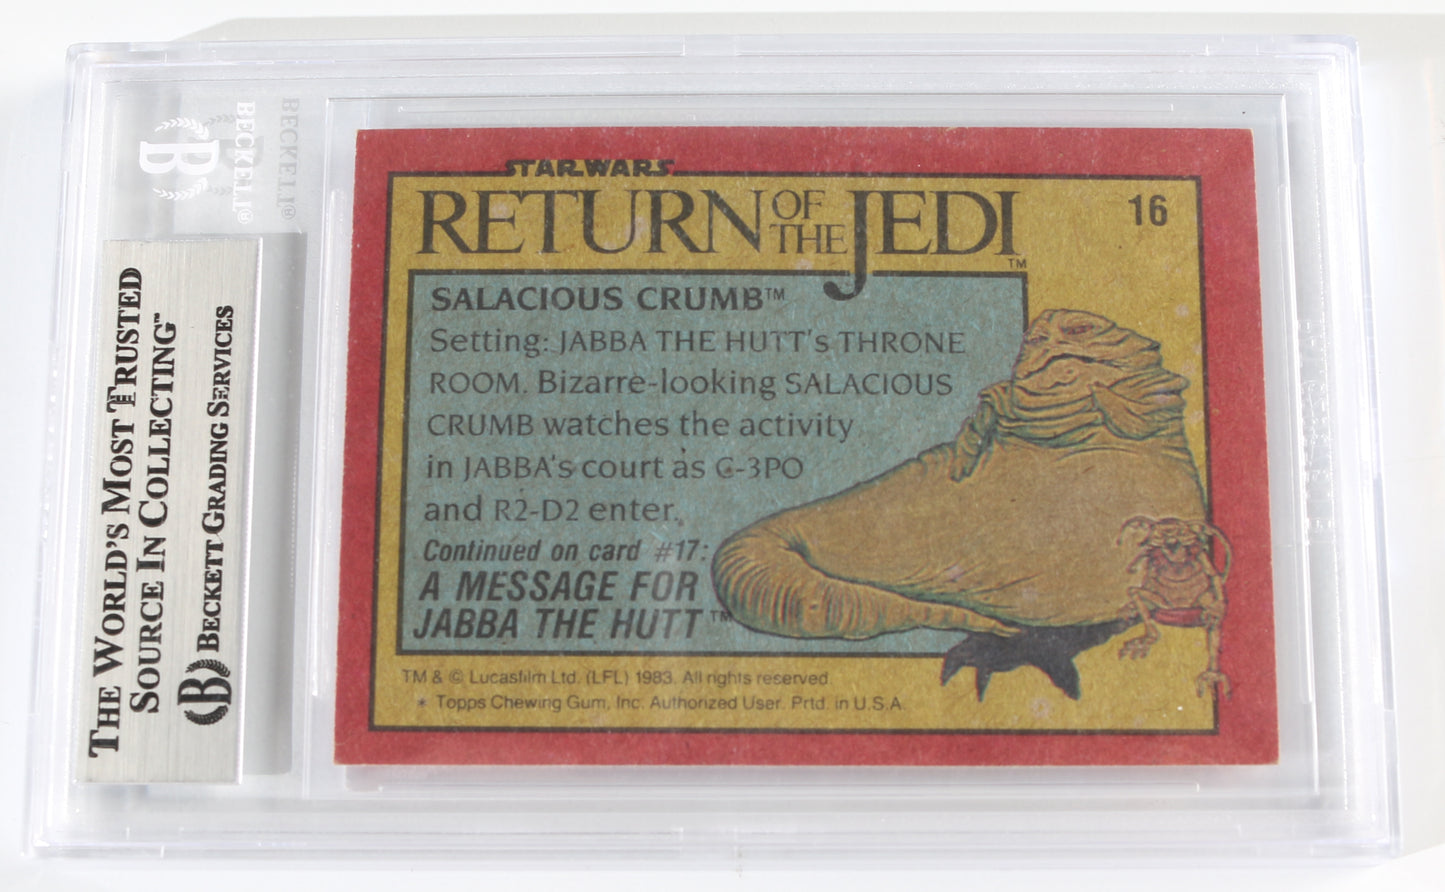 BECKETT
BECKETT®
BECKETT®
B
THE WORLD'S MOST TRUSTED
SOURCE IN COLLECTING™
B BECKETT GRADING SERVICES
STAR WARS
RETURN OF THE JEDI™
16
SALACIOUS CRUMB™
Setting: JABBA THE HUTT's THRONE
ROOM. Bizarre-looking SALACIOUS
CRUMB watches the activity
in JABBA's court as C-3PO
and R2-D2 enter.
Continued on card #17:
A MESSAGE FOR
JABBA THE HUTT™
TM & © Lucasfilm Ltd. (LFL) 1983. All rights reserved.
* Topps Chewing Gum, Inc. Authorized User. Prtd. in U.S.A.